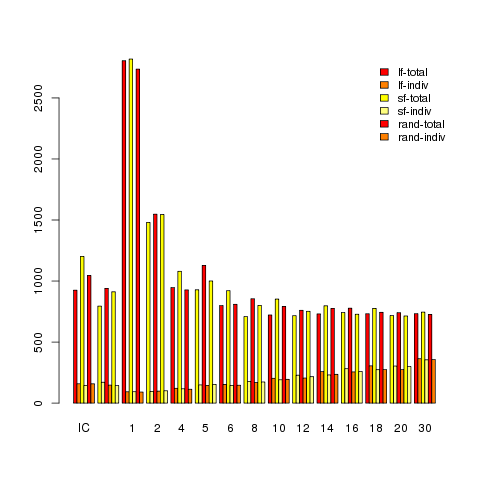 lf-total
lf-indiv
sf-total
sf-indiv
rand-total
rand-indiv
2500
2000
1500
1000
500
0
IC 1 2 4 5 6 8 10 12 14 16 18 20 30